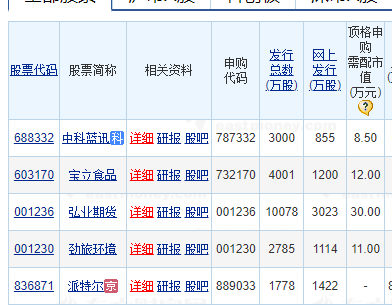 股票代码 股票简称 相关资料 申购代码 发行总数(万股) 网上发行(万股) 顶格申购需配市值(万元)
688332 中科蓝讯 科 详细 研报 股吧 787332 3000 855 8.50
603170 宝立食品 详细 研报 股吧 732170 4001 1200 12.00
001236 弘业期货 详细 研报 股吧 001236 10078 3023 30.00
001230 劲旅环境 详细 研报 股吧 001230 2785 1114 11.00
836871 派特尔 京 详细 研报 股吧 889033 1778 1422 -